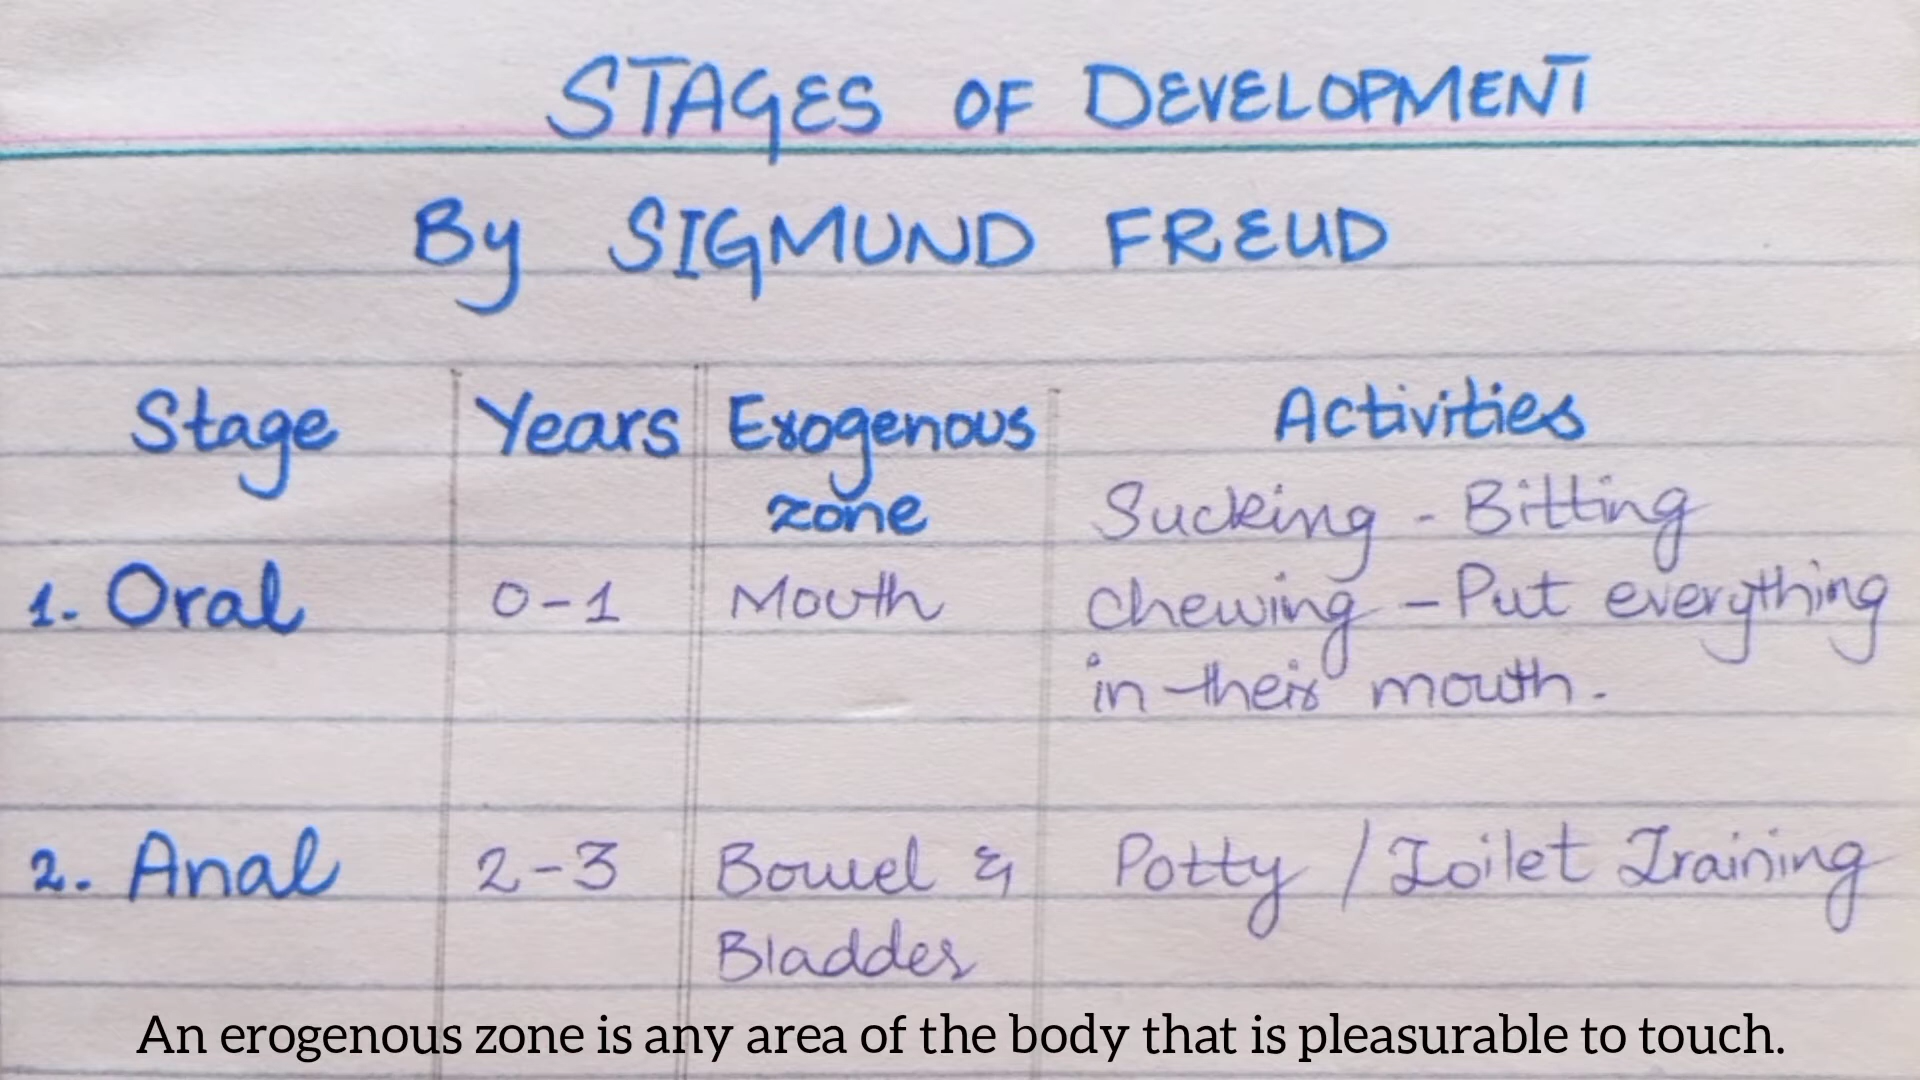 STAGES OF DEVELOPMENT
By SIGMUND FREUD
Stage Years Erogenous Activities
zone
Sucking - Bitting
1. Oral 0-1 Mouth chewing - Put everything
in their mouth.
2. Anal 2-3 Bowel & Potty / Toilet Training
Bladder
An erogenous zone is any area of the body that is pleasurable to touch.